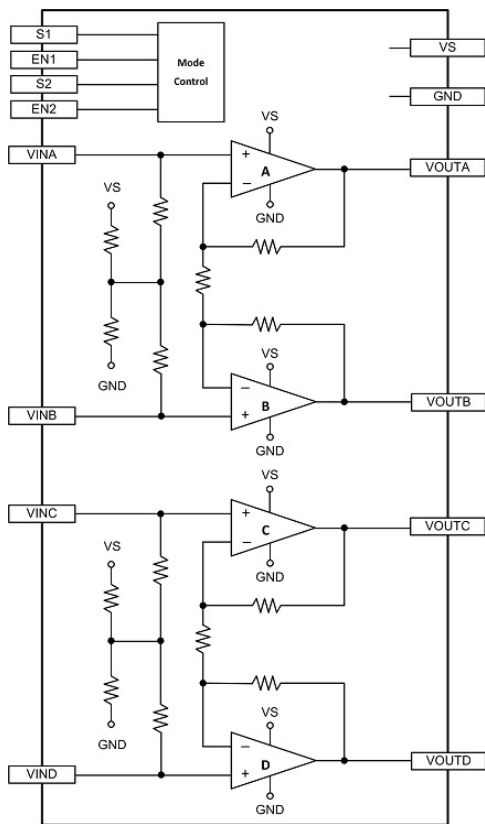 S1
EN1
S2
EN2
Mode
Control
VS
GND
VINA
VS
+
A
−
GND
VOUTA
VS
GND
VS
−
B
+
GND
VINB
VOUTB
VINC
VS
+
C
−
GND
VOUTC
VS
GND
VS
−
D
+
GND
VIND
VOUTD